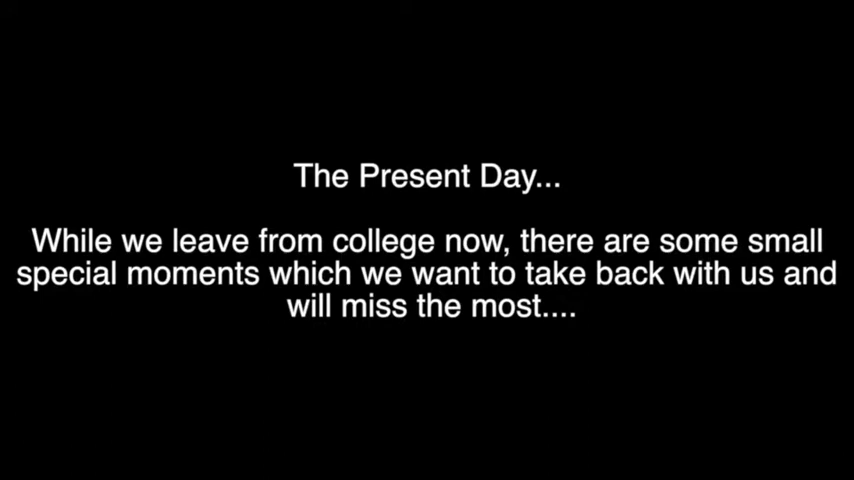 The Present Day...
While we leave from college now, there are some small
special moments which we want to take back with us and
will miss the most....